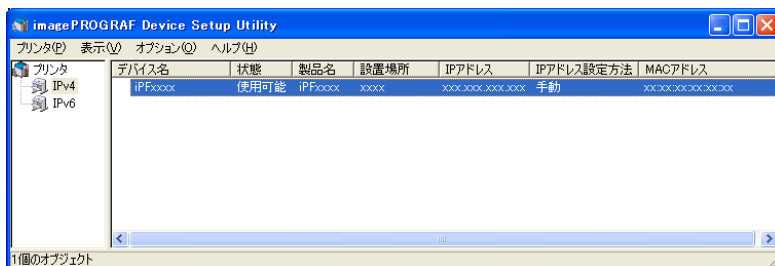 imagePROGRAF Device Setup Utility
プリンタ(P) 表示(V) オプション(O) ヘルプ(H)
プリンタ デバイス名 状態 製品名 設置場所 IPアドレス IPアドレス設定方法 MACアドレス
IPv4 iPFxxxx 使用可能 iPFxxxx xxxx xxx.xxx.xxx.xxx 手動 xx:xx:xx:xx:xx:xx
IPv6
1個のオブジェクト